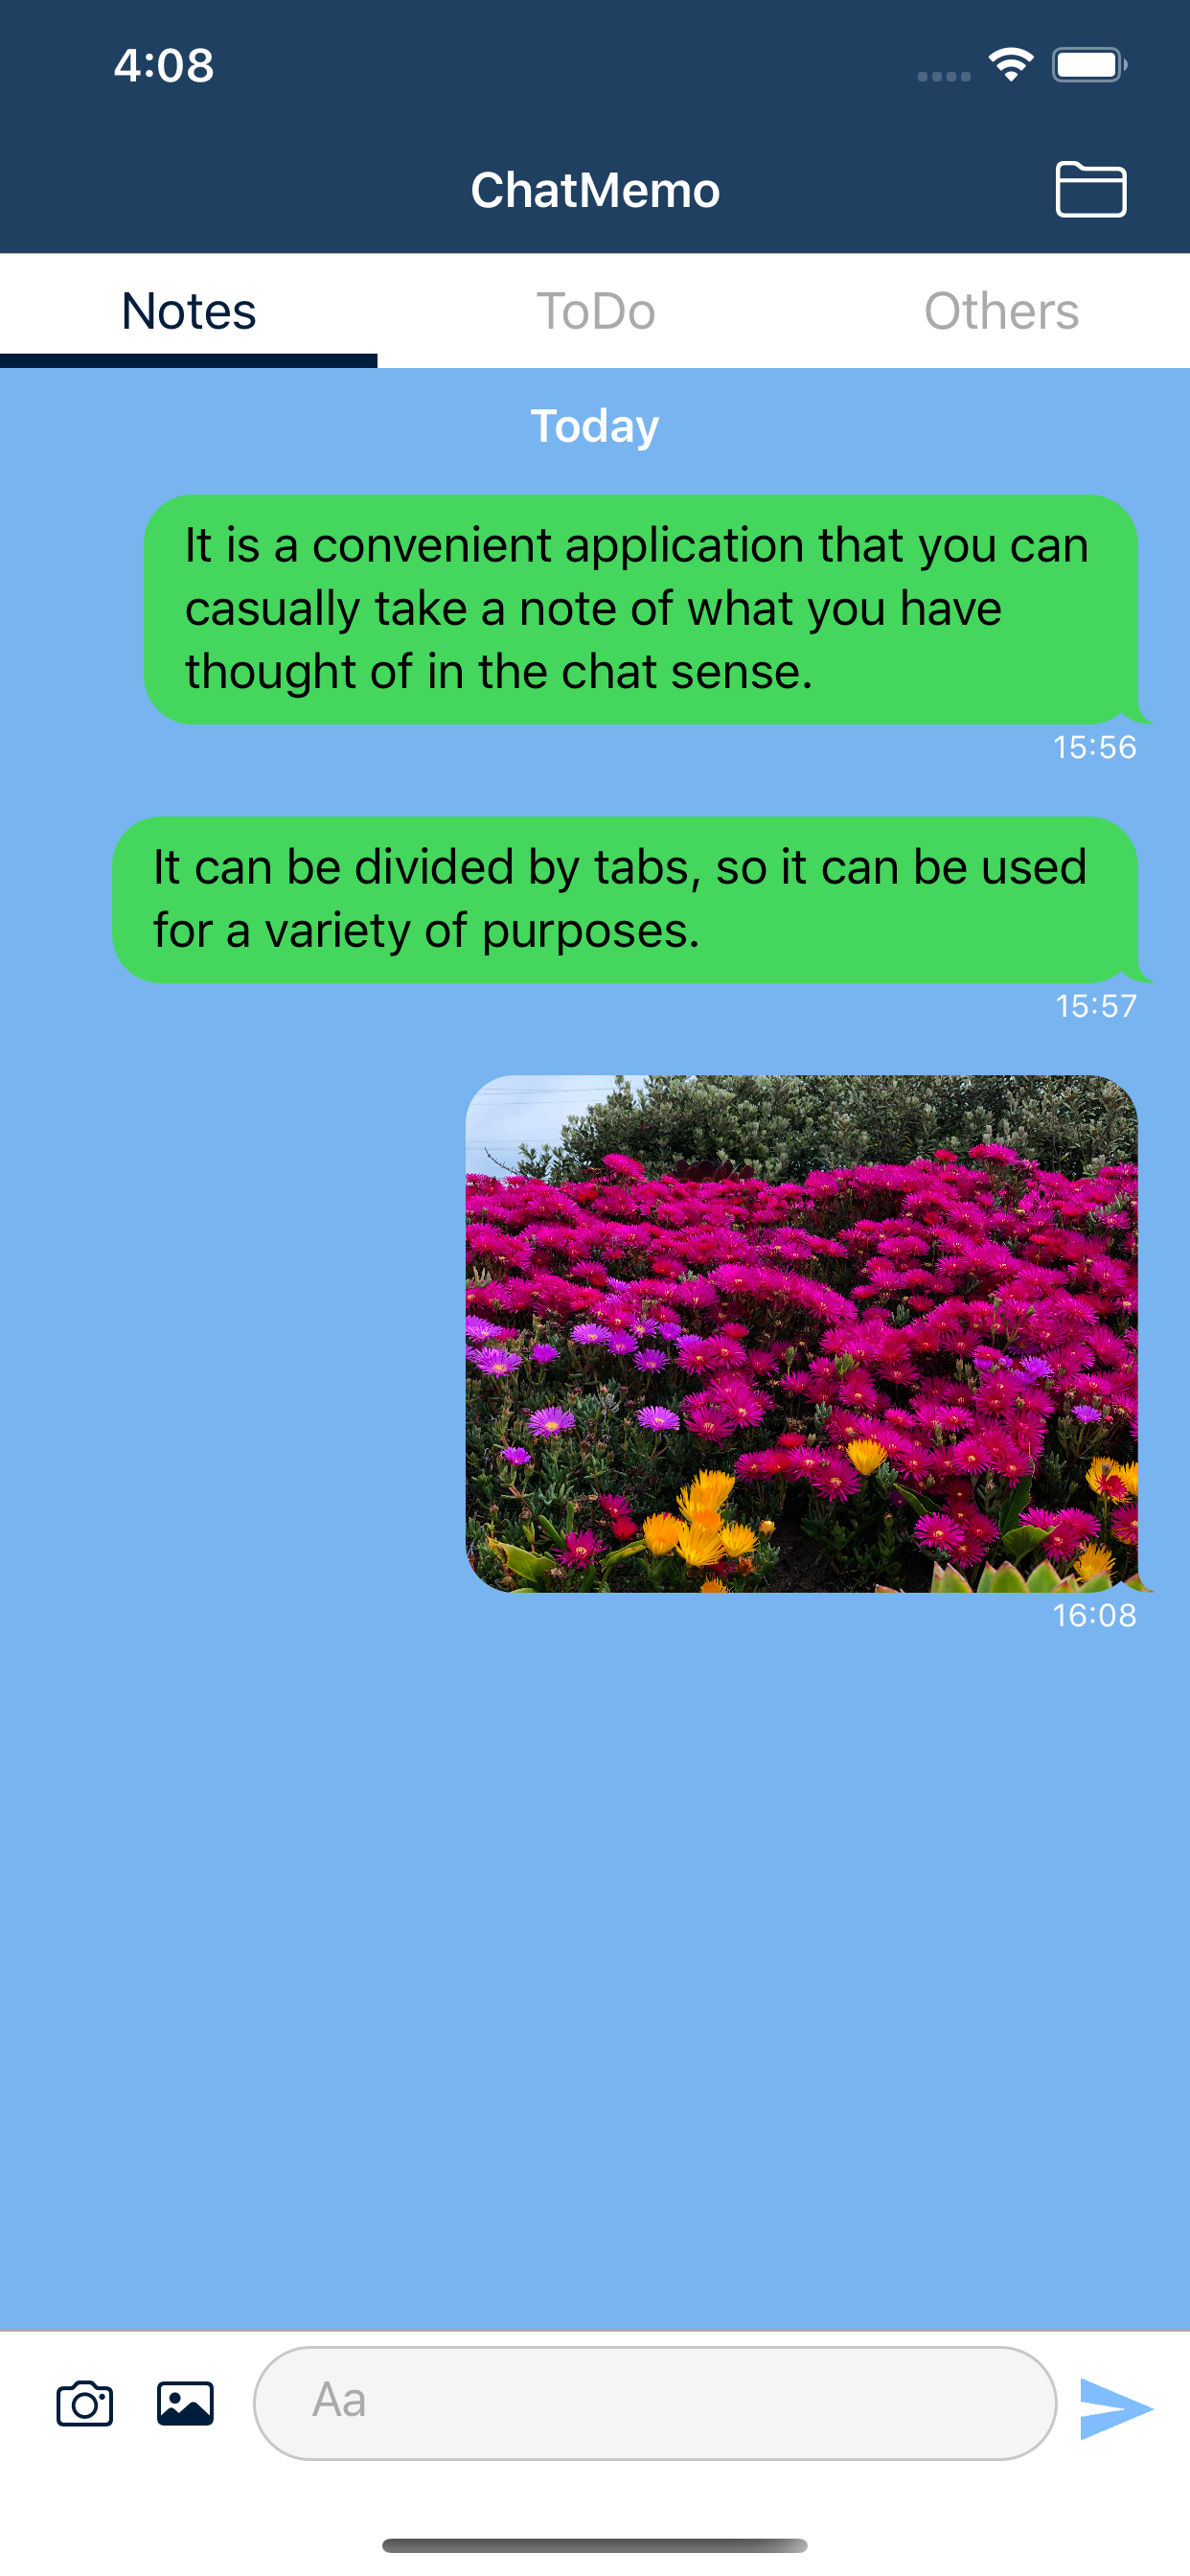 4:08
ChatMemo
Notes
ToDo
Others
Today
It is a convenient application that you can
casually take a note of what you have
thought of in the chat sense.
15:56
It can be divided by tabs, so it can be used
for a variety of purposes.
15:57
16:08
Aa